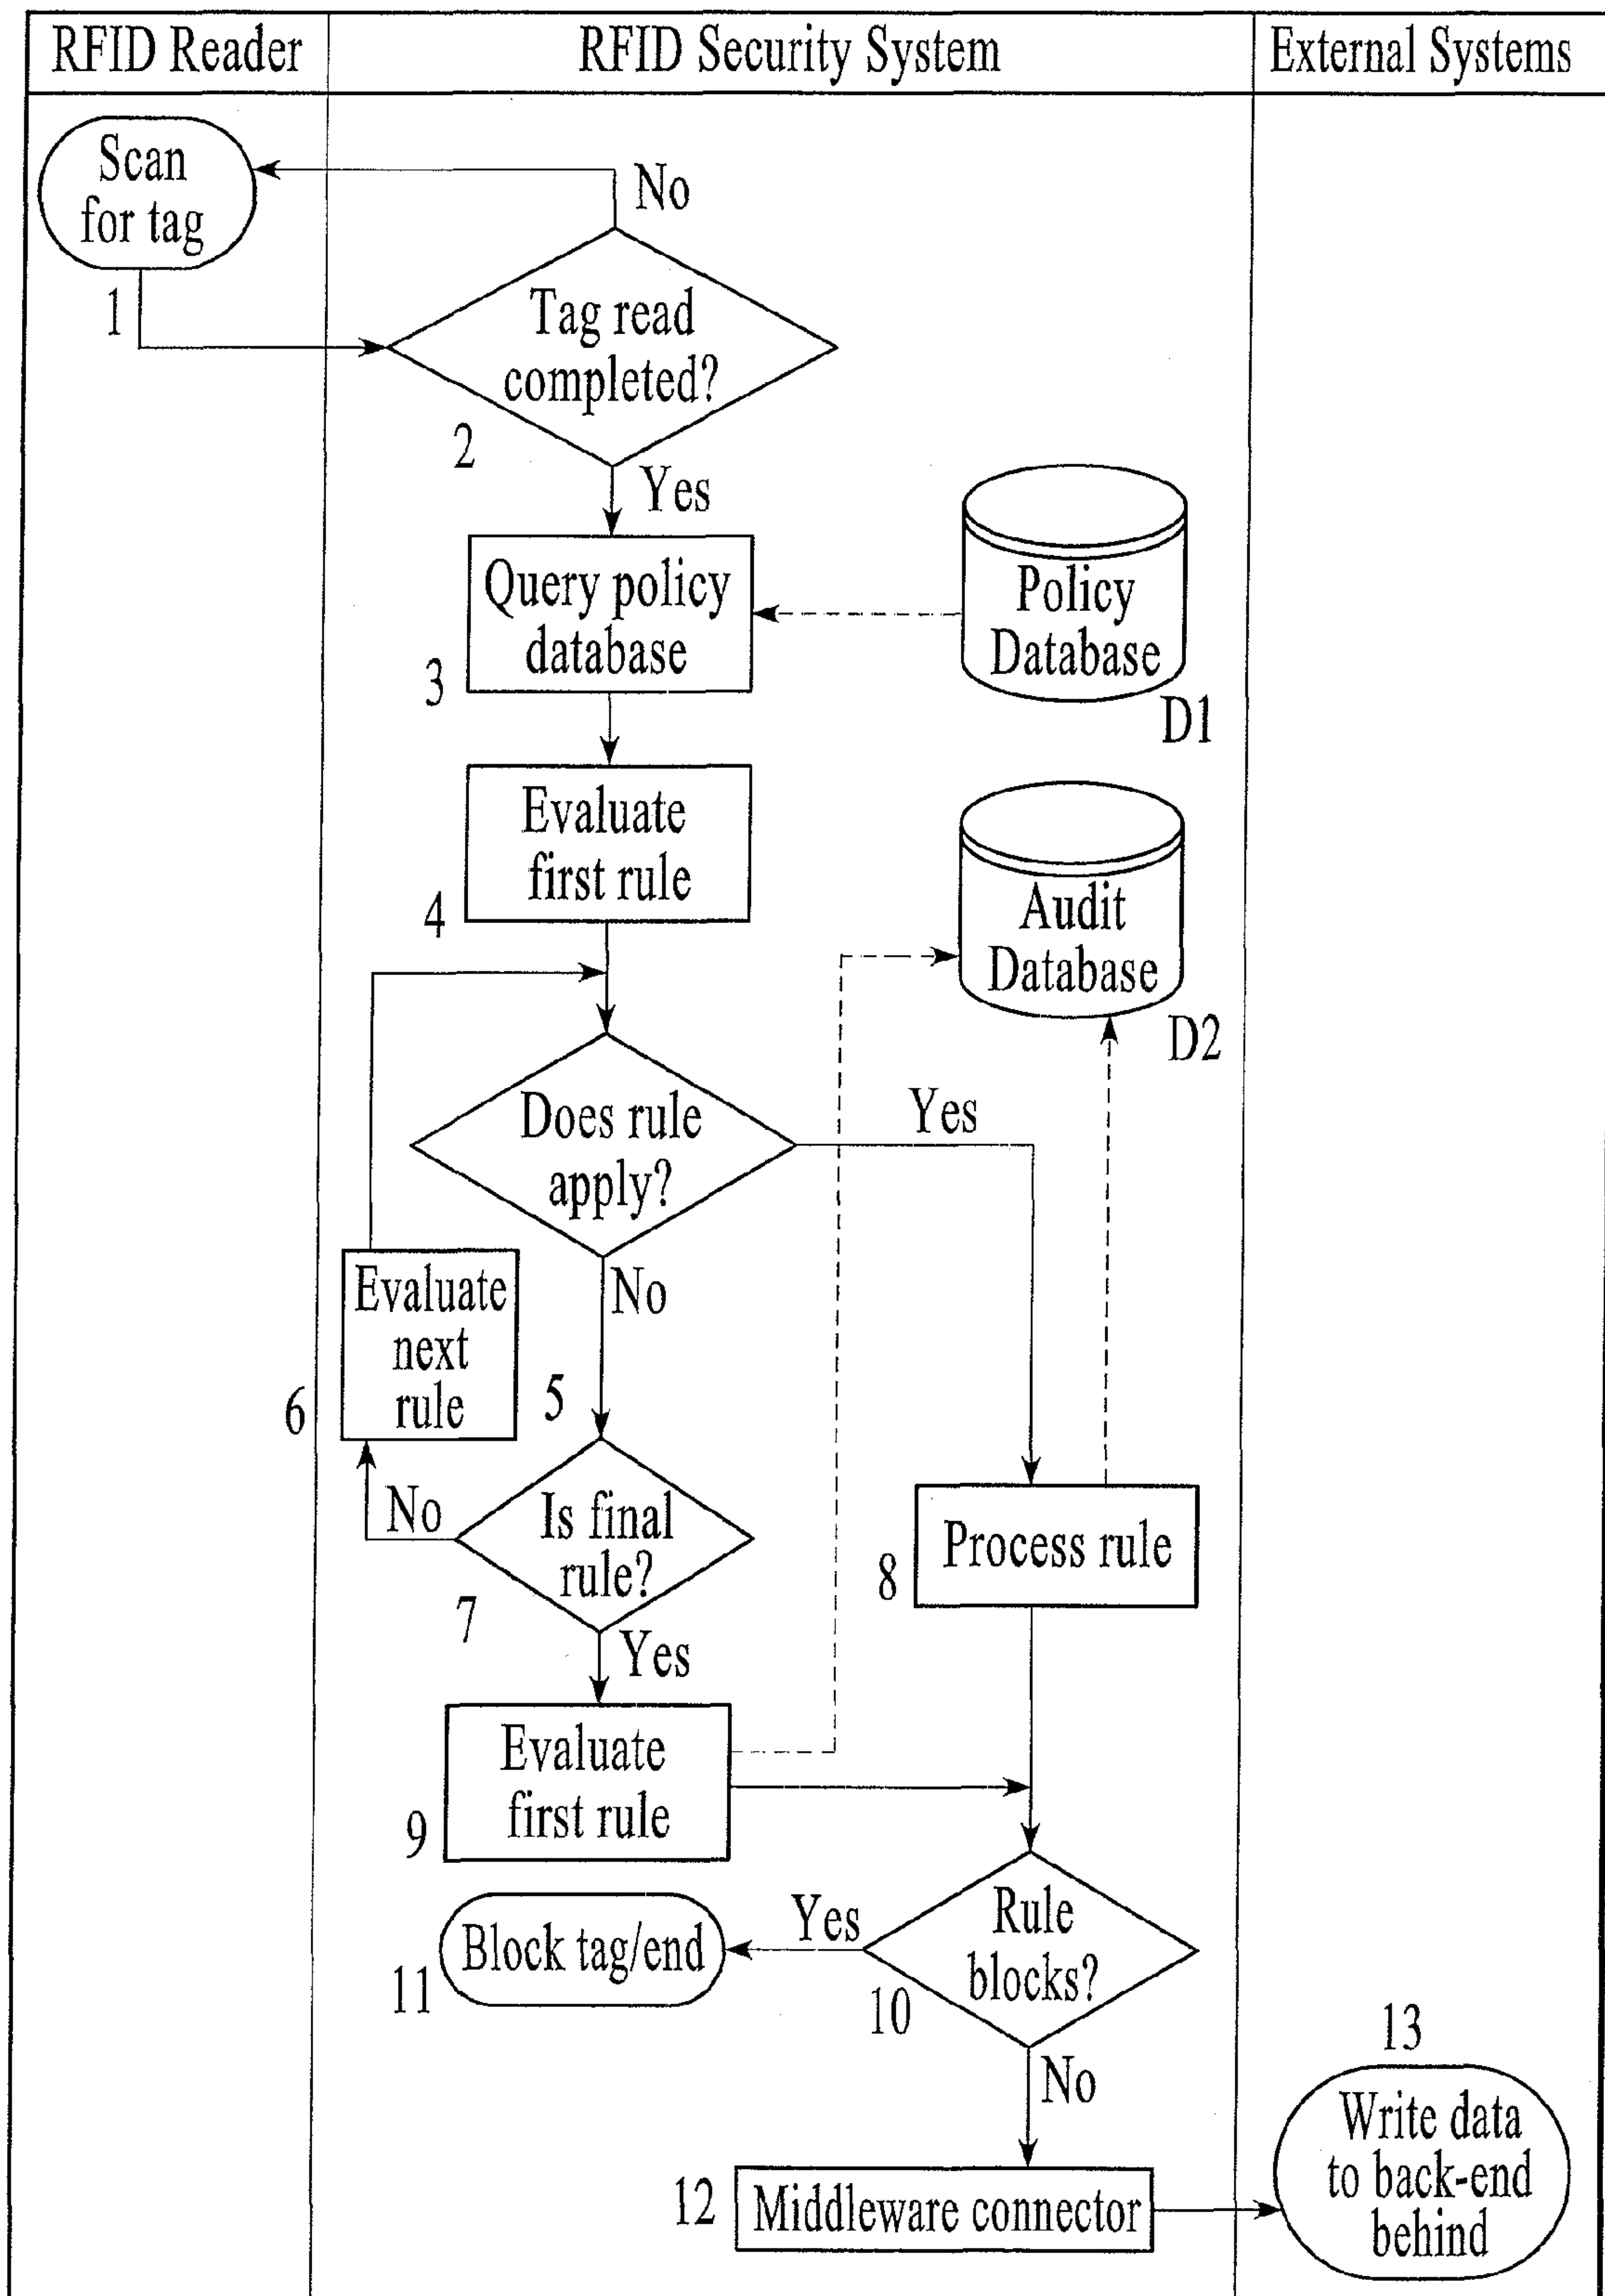 RFID Reader
RFID Security System
External Systems
Scan
for tag
No
1
Tag read
completed?
2
Yes
Query policy
database
3
Policy
Database
D1
Evaluate
first rule
4
Audit
Database
D2
Does rule
apply?
Yes
No
Evaluate
next
rule
6
5
No
Is final
rule?
7
Process rule
8
Yes
Evaluate
first rule
9
Rule
blocks?
10
Yes
Block tag/end
11
No
13
Write data
to back-end
behind
12
Middleware connector